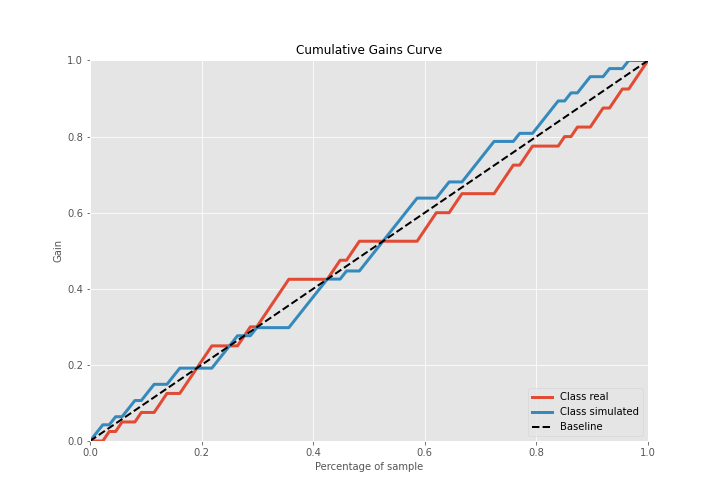 Cumulative Gains Curve
1.0
0.8
0.6
0.4
0.2
0.0
Gain
Class real
Class simulated
Baseline
0.0 0.2 0.4 0.6 0.8 1.0
Percentage of sample